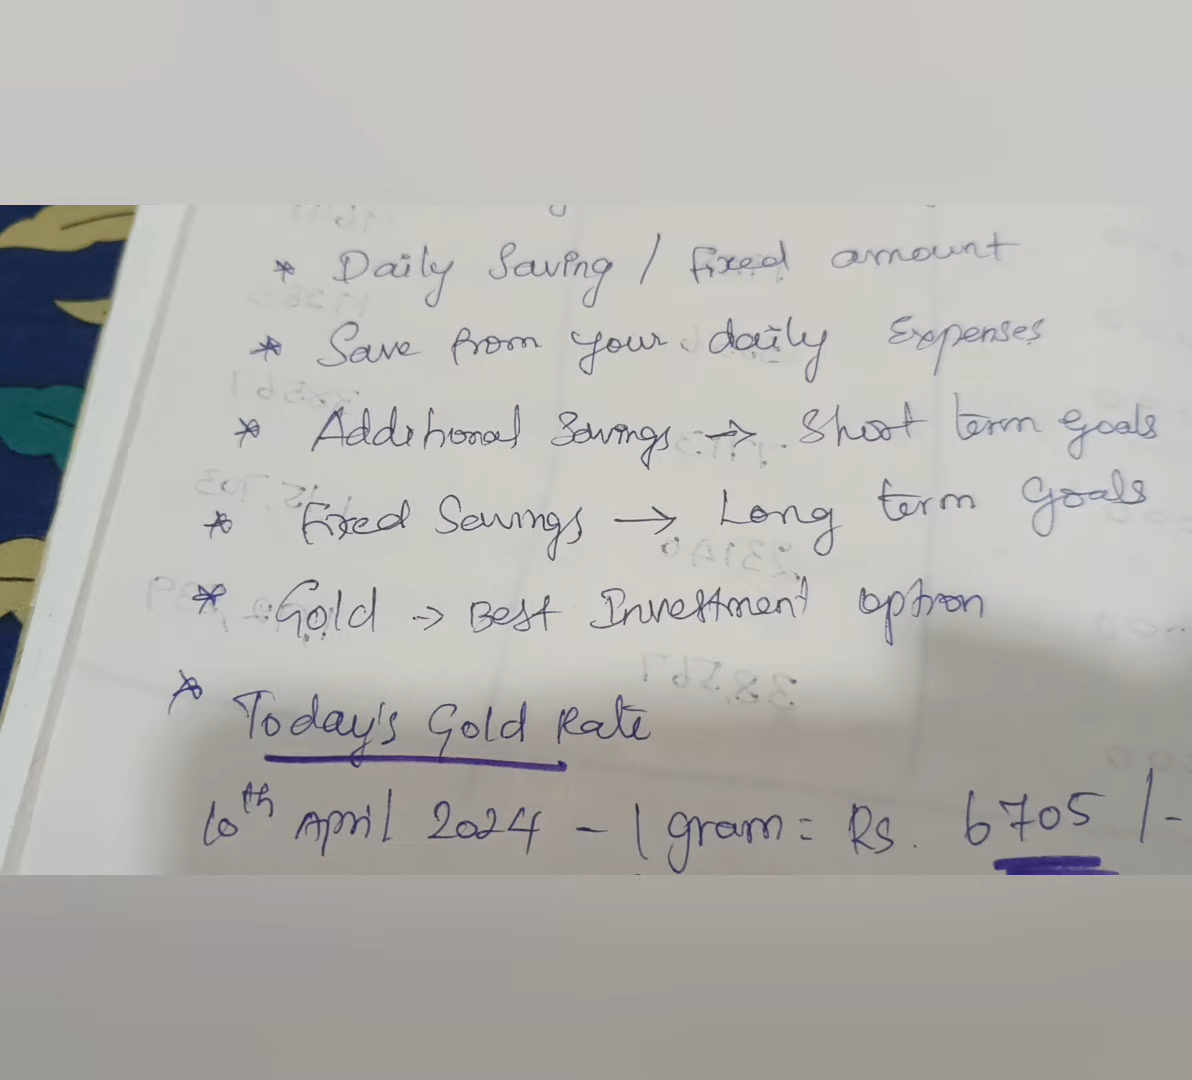 * Daily Saving / fixed amount
* Save from your daily Expenses
* Additional Savings → Short term goals
* Fixed Savings → Long term Goals
* Gold → Best Investment option
* Today's Gold Rate
10th April 2024 - 1 gram = Rs. 6705 /-